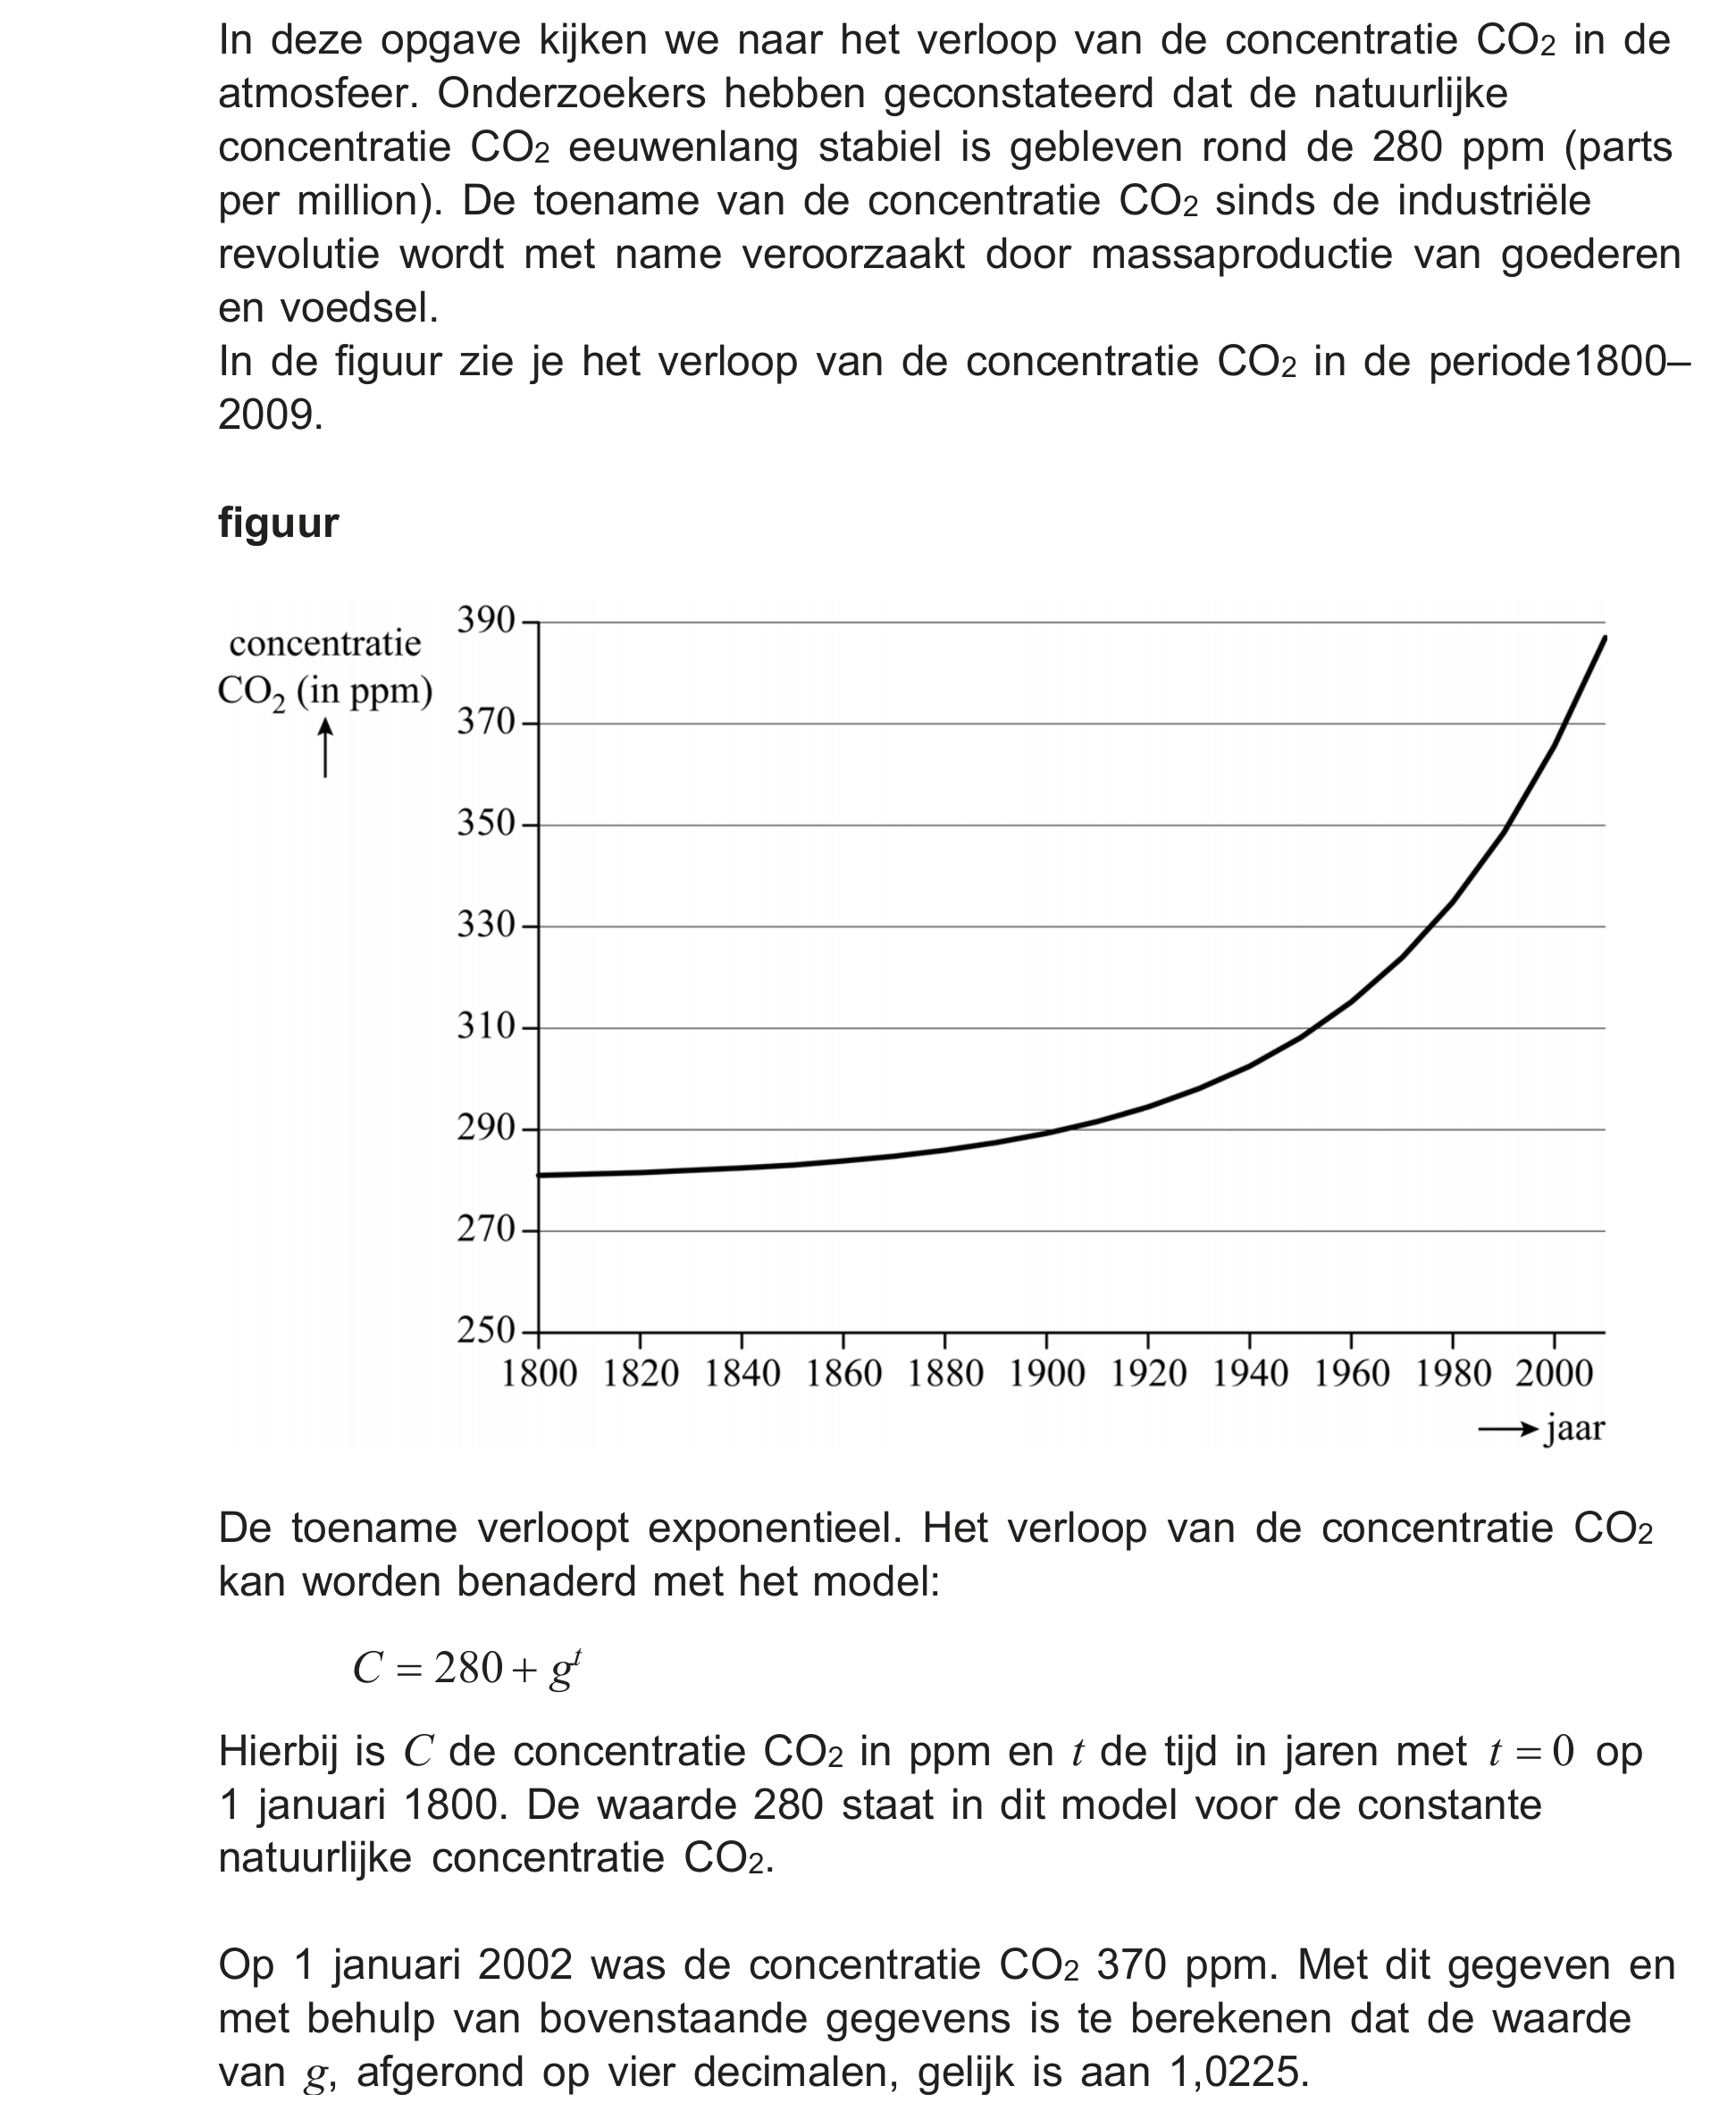 In deze opgave kijken we naar het verloop van de concentratie CO2 in de
atmosfeer. Onderzoekers hebben geconstateerd dat de natuurlijke
concentratie CO2 eeuwenlang stabiel is gebleven rond de 280 ppm (parts
per million). De toename van de concentratie CO2 sinds de industriële
revolutie wordt met name veroorzaakt door massaproductie van goederen
en voedsel.
In de figuur zie je het verloop van de concentratie CO2 in de periode1800–
2009.
figuur
concentratie
CO2 (in ppm)
390
370
350
330
310
290
270
250
1800 1820 1840 1860 1880 1900 1920 1940 1960 1980 2000
jaar
De toename verloopt exponentieel. Het verloop van de concentratie CO2
kan worden benaderd met het model:
C = 280 + g^t
Hierbij is C de concentratie CO2 in ppm en t de tijd in jaren met t = 0 op
1 januari 1800. De waarde 280 staat in dit model voor de constante
natuurlijke concentratie CO2.
Op 1 januari 2002 was de concentratie CO2 370 ppm. Met dit gegeven en
met behulp van bovenstaande gegevens is te berekenen dat de waarde
van g, afgerond op vier decimalen, gelijk is aan 1,0225.